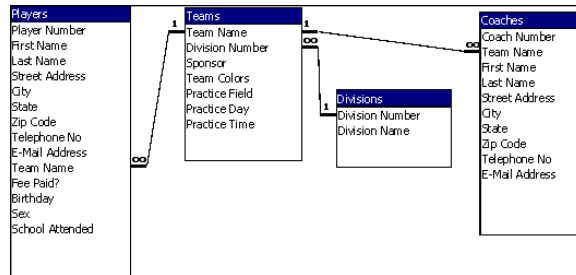 Players
Player Number
First Name
Last Name
Street Address
City
State
Zip Code
Telephone No
E-Mail Address
Team Name
Fee Paid?
Birthday
Sex
School Attended
∞
1
Teams
Team Name
Division Number
Sponsor
Team Colors
Practice Field
Practice Day
Practice Time
1
∞
1
Divisions
Division Number
Division Name
∞
Coaches
Coach Number
Team Name
First Name
Last Name
Street Address
City
State
Zip Code
Telephone No
E-Mail Address